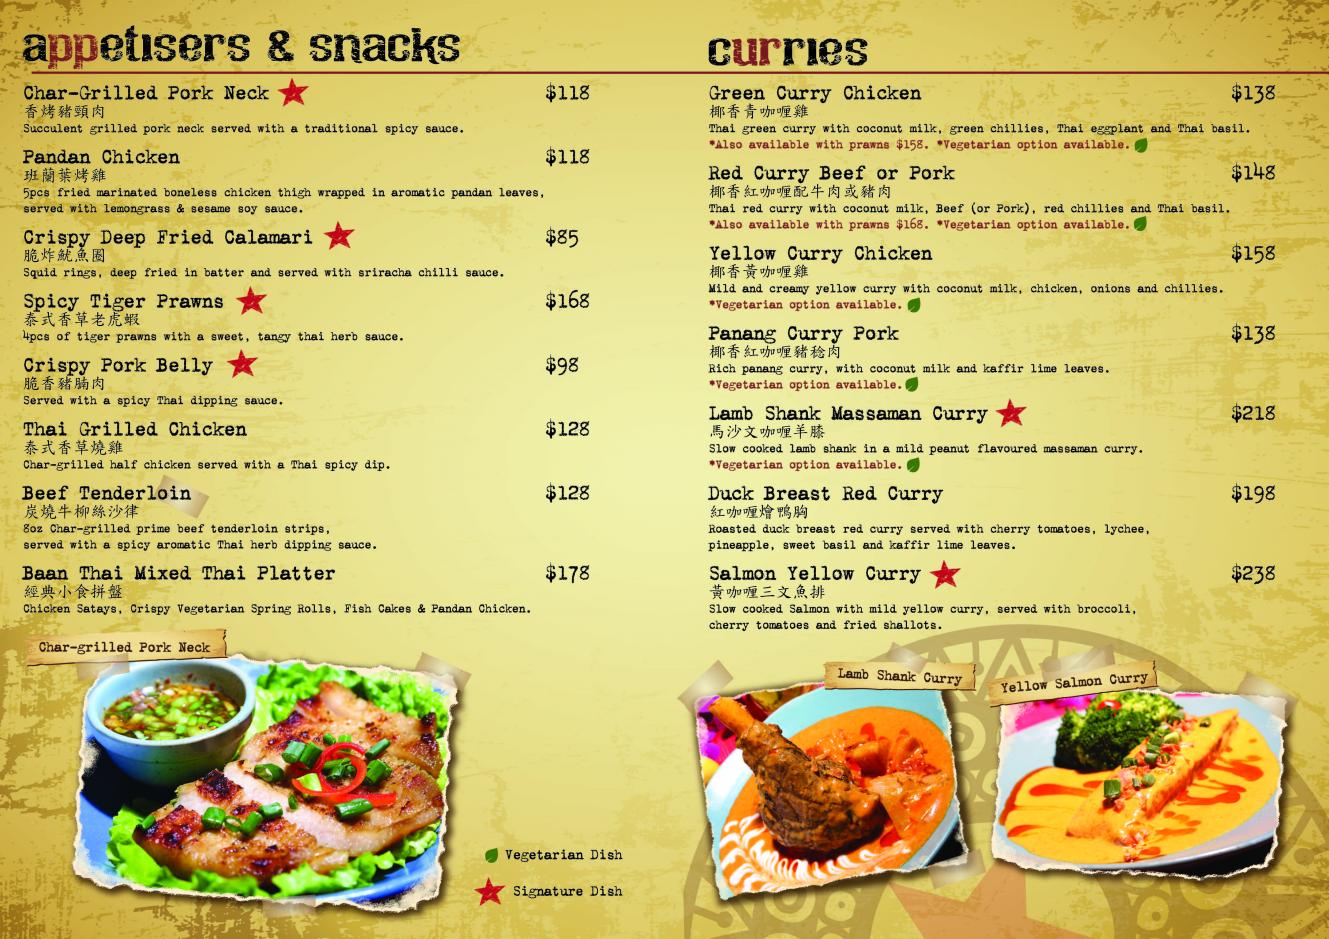 appetisers & snacks
Char-Grilled Pork Neck $118
香烤豬頸肉
Succulent grilled pork neck served with a traditional spicy sauce.
Pandan Chicken $118
班蘭葉烤雞
5pcs fried marinated boneless chicken thigh wrapped in aromatic pandan leaves,
served with lemongrass & sesame soy sauce.
Crispy Deep Fried Calamari $85
脆炸魷魚圈
Squid rings, deep fried in batter and served with sriracha chilli sauce.
Spicy Tiger Prawns $168
泰式香草老虎蝦
4pcs of tiger prawns with a sweet, tangy thai herb sauce.
Crispy Pork Belly $98
脆香豬腩肉
Served with a spicy Thai dipping sauce.
Thai Grilled Chicken $128
泰式香草燒雞
Char-grilled half chicken served with a Thai spicy dip.
Beef Tenderloin $128
炭燒牛柳絲沙律
8oz Char-grilled prime beef tenderloin strips,
served with a spicy aromatic Thai herb dipping sauce.
Baan Thai Mixed Thai Platter $178
經典小食拼盤
Chicken Satays, Crispy Vegetarian Spring Rolls, Fish Cakes & Pandan Chicken.
Char-grilled Pork Neck
Vegetarian Dish
Signature Dish
curries
Green Curry Chicken $138
椰香青咖喱雞
Thai green curry with coconut milk, green chillies, Thai eggplant and Thai basil.
*Also available with prawns $158. *Vegetarian option available.
Red Curry Beef or Pork $148
椰香紅咖喱配牛肉或豬肉
Thai red curry with coconut milk, Beef (or Pork), red chillies and Thai basil.
*Also available with prawns $168. *Vegetarian option available.
Yellow Curry Chicken $158
椰香黃咖喱雞
Mild and creamy yellow curry with coconut milk, chicken, onions and chillies.
*Vegetarian option available.
Panang Curry Pork $138
椰香紅咖喱豬稔肉
Rich panang curry, with coconut milk and kaffir lime leaves.
*Vegetarian option available.
Lamb Shank Massaman Curry $218
馬沙文咖喱羊膝
Slow cooked lamb shank in a mild peanut flavoured massaman curry.
*Vegetarian option available.
Duck Breast Red Curry $198
紅咖喱燴鴨胸
Roasted duck breast red curry served with cherry tomatoes, lychee,
pineapple, sweet basil and kaffir lime leaves.
Salmon Yellow Curry $238
黃咖喱三文魚排
Slow cooked Salmon with mild yellow curry, served with broccoli,
cherry tomatoes and fried shallots.
Lamb Shank Curry
Yellow Salmon Curry